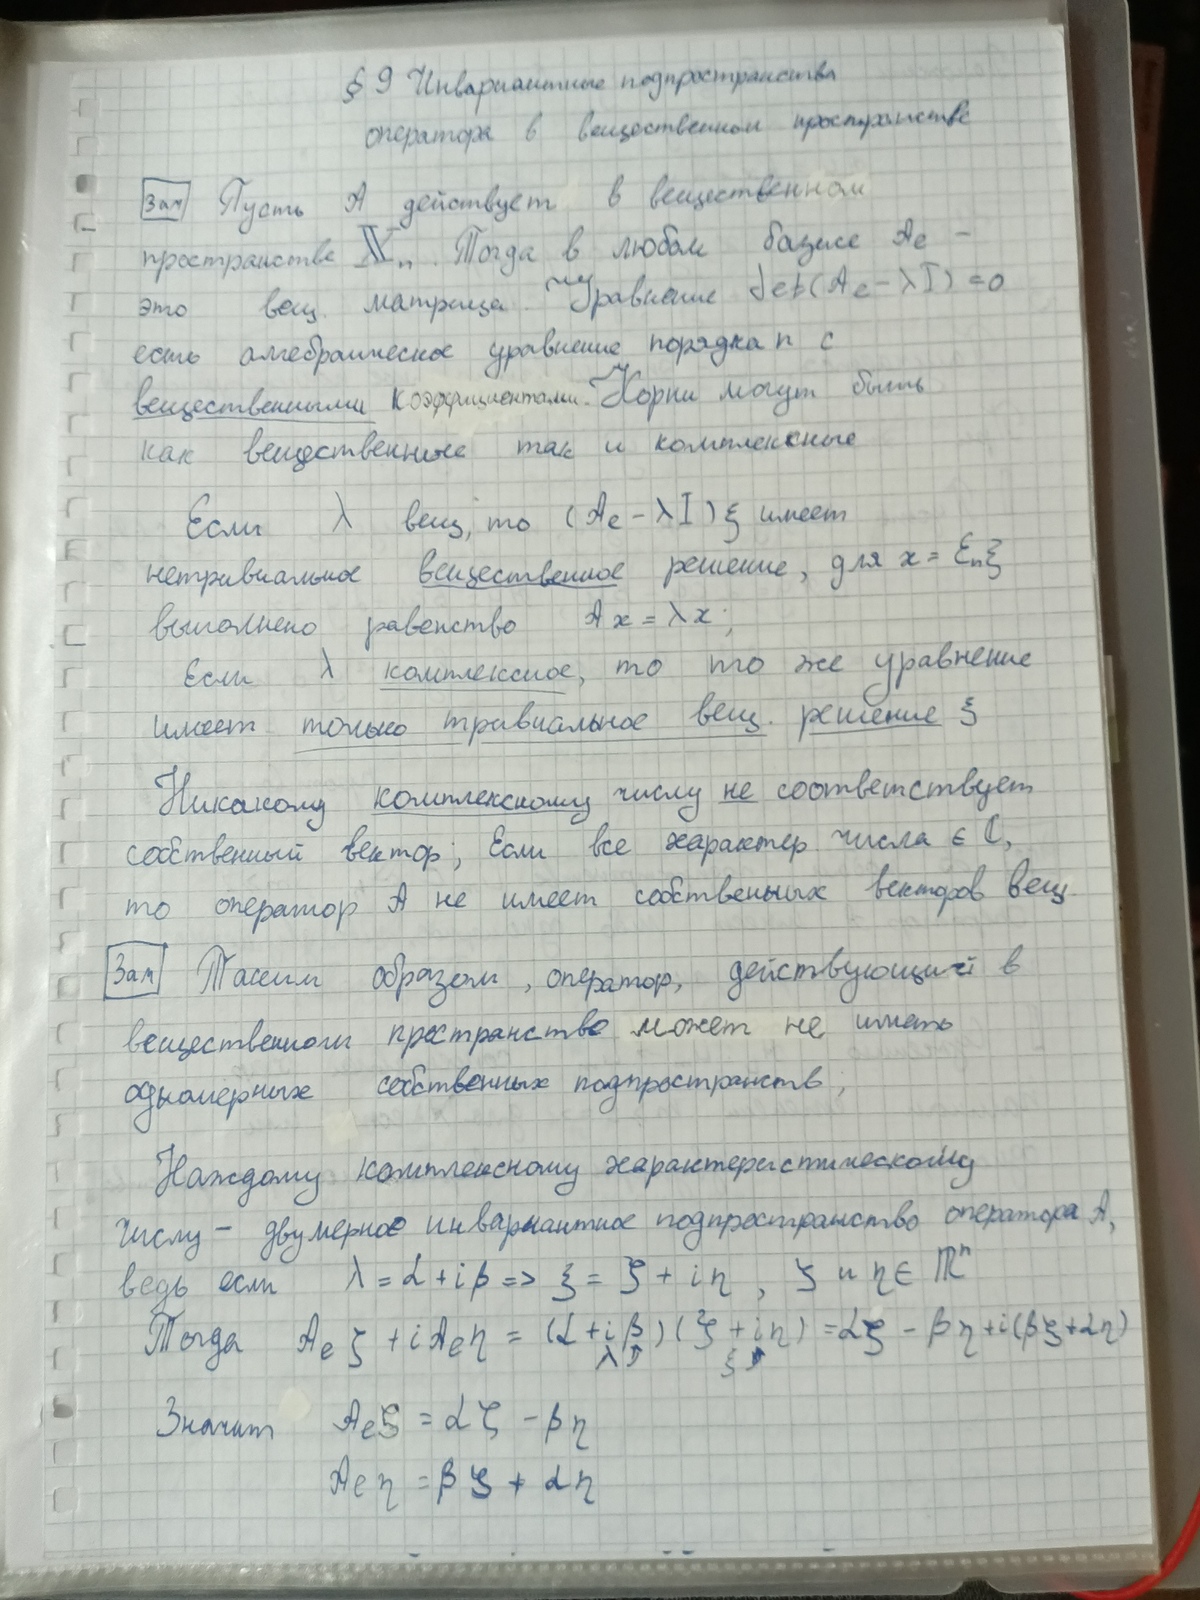 § 9 Инвариантные подпространства
оператора в вещественном пространстве
Зам Пусть A действует в вещественном
пространстве 𝕏n. Тогда в любом базисе Ae –
это вещ. матрица. Уравнение det(Ae − λI) = 0
есть алгебраическое уравнение порядка n с
вещественными коэффициентами. Корни могут быть
как вещественные так и комплексные
Если λ вещ, то (Ae − λI)ξ имеет
нетривиальное вещественное решение, для x = Ɛnξ
выполнено равенство Ax = λx;
Если λ комплексное, то то же уравнение
имеет только тривиальное вещ. решение ξ
Никакому комплексному числу не соответствует
собственный вектор; Если все характер числа ∈ ℂ,
то оператор A не имеет собственных векторов вещ.
Зам Таким образом, оператор, действующий в
вещественном пространстве может не иметь
одномерных собственных подпространств;
Каждому комплексному характеристическому
числу – двумерное инвариантное подпространство оператора A,
ведь если λ = α + iβ => ξ = ζ + iη, ζ и η ∈ ℝⁿ
Тогда Aeζ + iAeη = (α + iβ)(ζ + iη) = αζ − βη + i(βζ + αη)
λ ξ
Значит Aeζ = αζ − βη
Aeη = βζ + αη